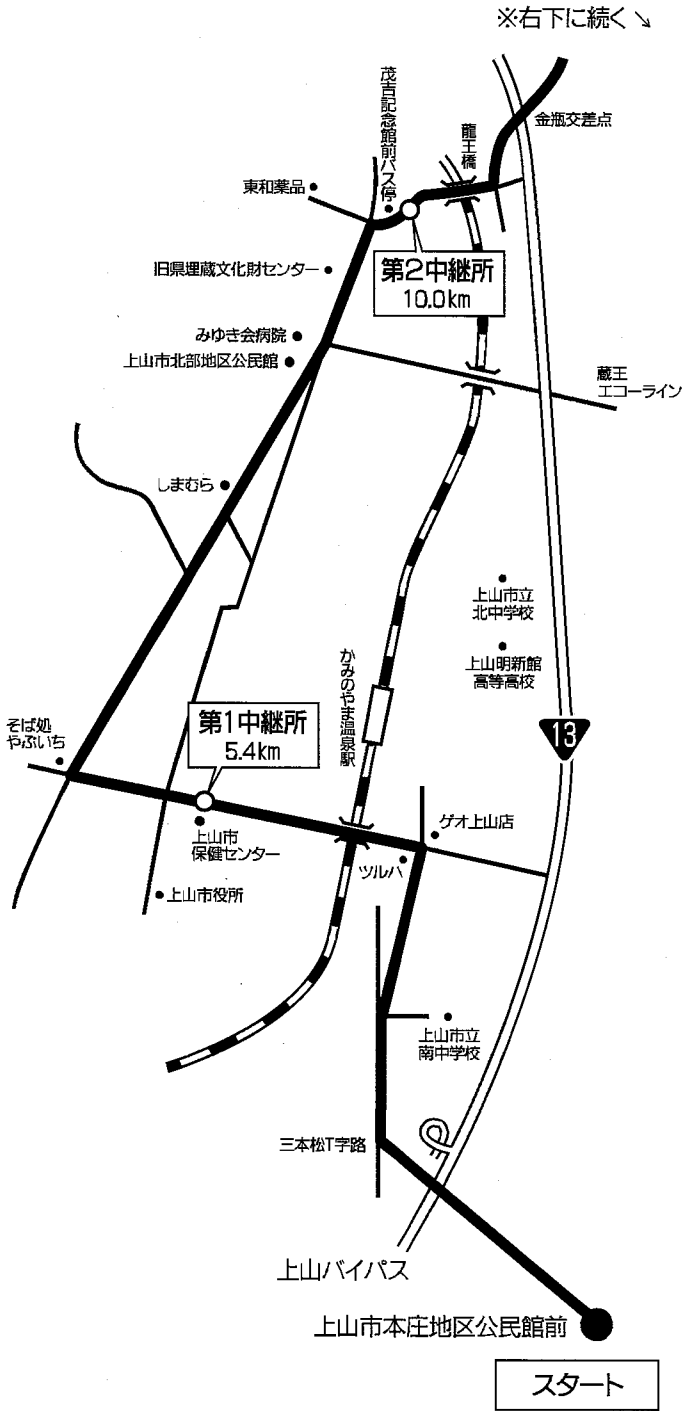 ※右下に続く↘
金瓶交差点
茂吉記念館前バス停
龍王橋
東和薬品
第2中継所
10.0km
旧県埋蔵文化財センター
みゆき会病院
上山市北部地区公民館
蔵王
エコーライン
しまむら
上山市立
北中学校
上山明新館
高等高校
かみのやま温泉駅
13
そば処
やぶいち
第1中継所
5.4km
上山市
保健センター
ゲオ上山店
ツルハ
上山市役所
上山市立
南中学校
三本松T字路
上山バイパス
上山市本庄地区公民館前
スタート